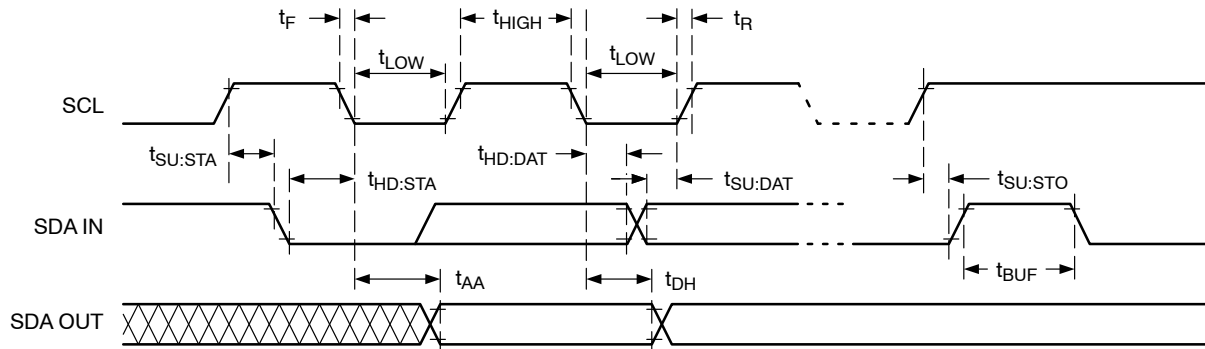 tF
tHIGH
tR
tLOW
tLOW
SCL
tSU:STA
tHD:DAT
tHD:STA
tSU:DAT
tSU:STO
SDA IN
tBUF
tAA
tDH
SDA OUT